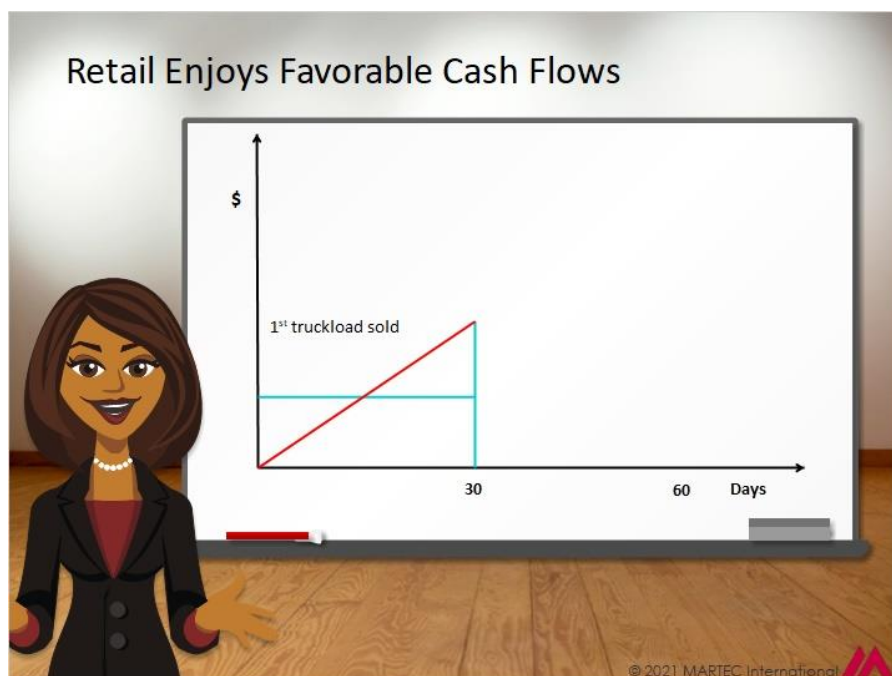 Retail Enjoys Favorable Cash Flows
$
1st truckload sold
30 60 Days
© 2021 MARTEC International